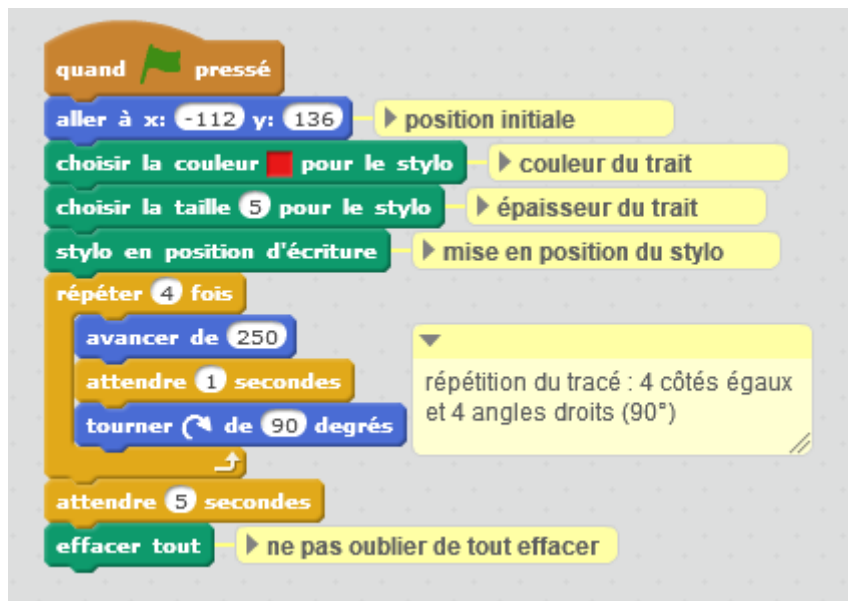 quand pressé
aller à x: -112 y: 136 position initiale
choisir la couleur pour le stylo couleur du trait
choisir la taille 5 pour le stylo épaisseur du trait
stylo en position d'écriture mise en position du stylo
répéter 4 fois
avancer de 250
attendre 1 secondes
tourner de 90 degrés
répétition du tracé : 4 côtés égaux
et 4 angles droits (90°)
attendre 5 secondes
effacer tout ne pas oublier de tout effacer